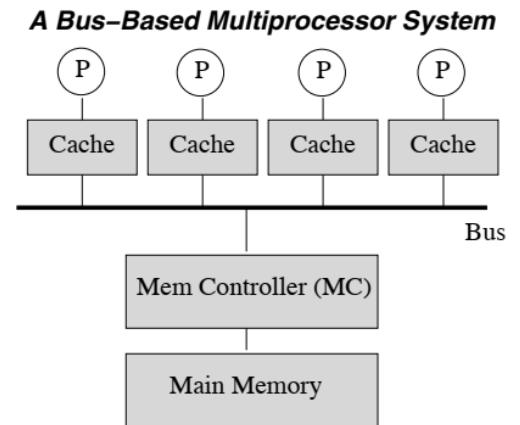 A Bus–Based Multiprocessor System
P P P P
Cache Cache Cache Cache
Bus
Mem Controller (MC)
Main Memory